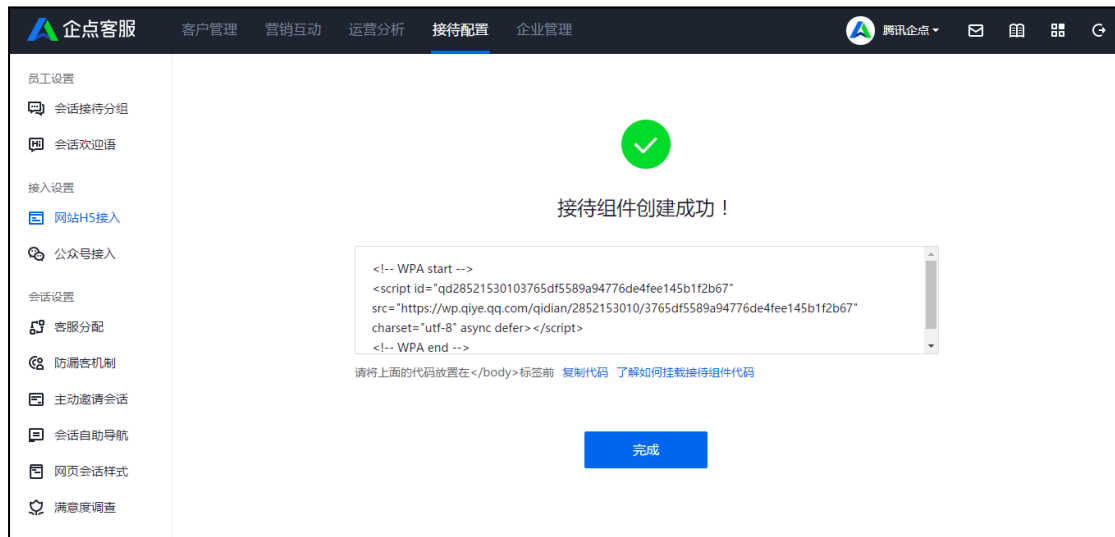 企点客服
客户管理 营销互动 运营分析 接待配置 企业管理 腾讯企点
员工设置
会话接待分组
会话欢迎语
接入设置
网站H5接入
公众号接入
会话设置
客服分配
防漏客机制
主动邀请会话
会话自助导航
网页会话样式
满意度调查
接待组件创建成功！
<!-- WPA start -->
<script id="qd28521530103765df5589a94776de4fee145b1f2b67"
src="https://wp.qiye.qq.com/qidian/2852153010/3765df5589a94776de4fee145b1f2b67"
charset="utf-8" async defer></script>
<!-- WPA end -->
请将上面的代码放置在</body>标签前 复制代码 了解如何挂载接待组件代码
完成